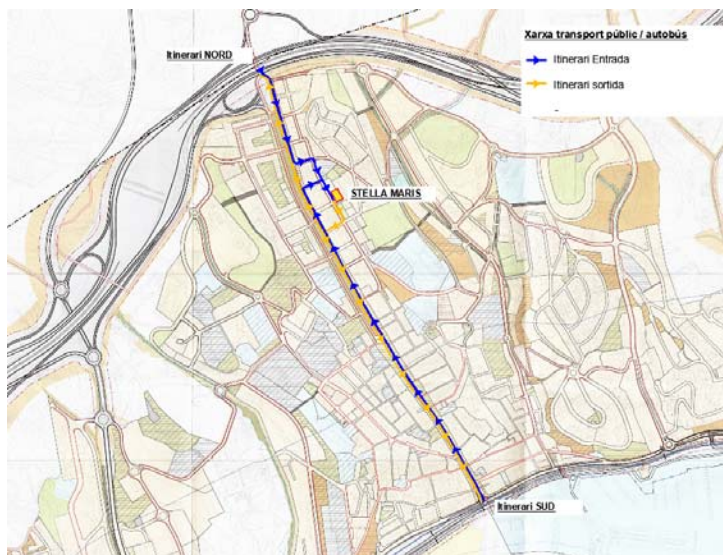 Itinerari NORD
Xarxa transport públic / autobús
Itinerari Entrada
Itinerari sortida
-
STELLA MARIS
Itinerari SUD